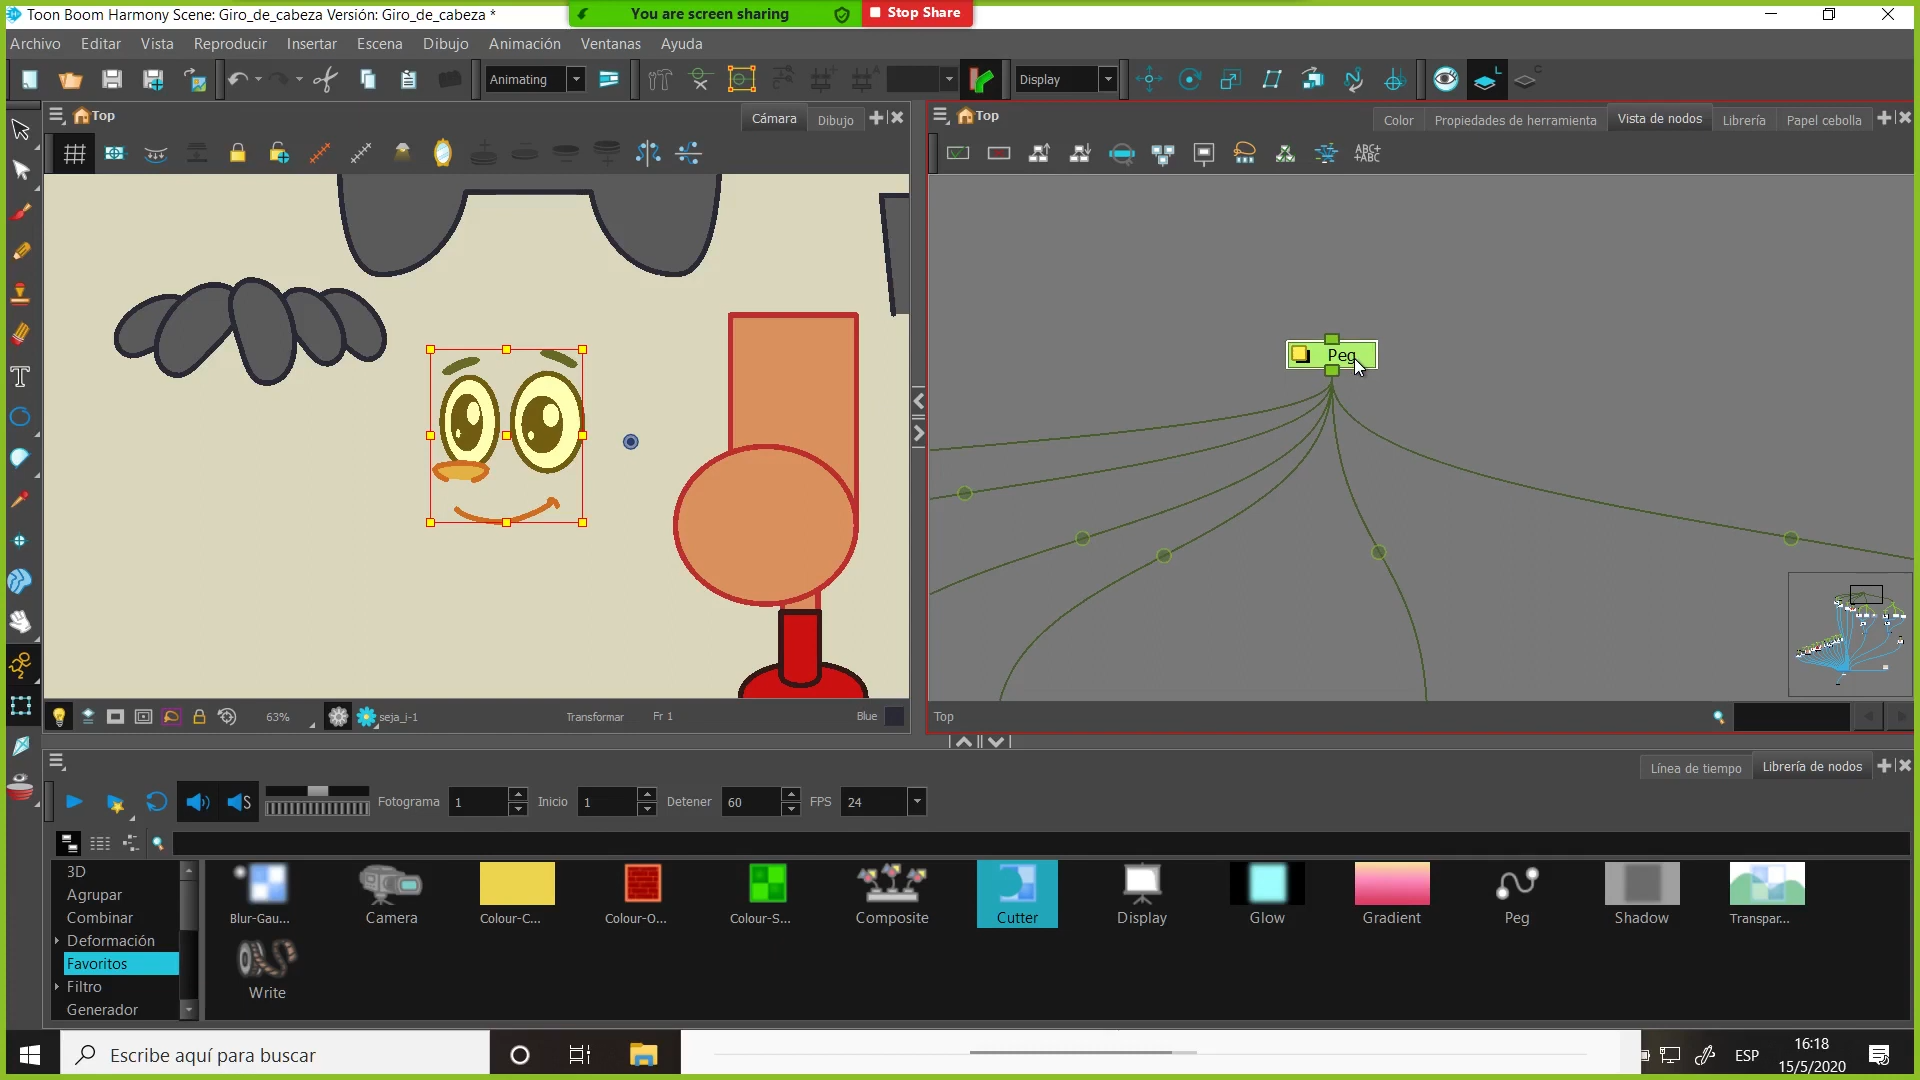 Toon Boom Harmony Scene: Giro_de_cabeza Versión: Giro_de_cabeza *
You are screen sharing
Stop Share
Archivo Editar Vista Reproducir Insertar Escena Dibujo Animación Ventanas Ayuda
Animating
Display
Top
Cámara
Dibujo
Top
Color
Propiedades de herramienta
Vista de nodos
Librería
Papel cebolla
ABC+
+ABC
Peg
63%
seja_i-1
Transformar
Fr 1
Blue
Top
Línea de tiempo
Librería de nodos
Fotograma 1
Inicio 1
Detener 60
FPS 24
3D
Agrupar
Combinar
Deformación
Favoritos
Filtro
Generador
Blur-Gau...
Camera
Colour-C...
Colour-O...
Colour-S...
Composite
Cutter
Display
Glow
Gradient
Peg
Shadow
Transpar...
Write
Escribe aquí para buscar
ESP
16:18
15/5/2020